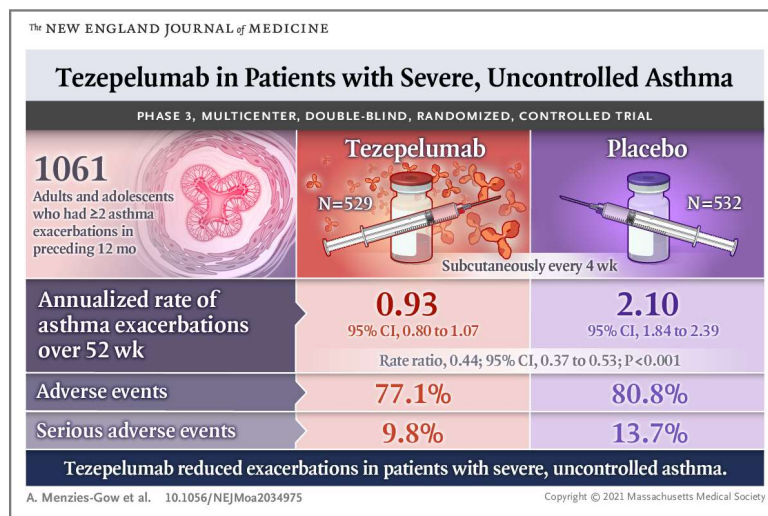 The NEW ENGLAND JOURNAL of MEDICINE
Tezepelumab in Patients with Severe, Uncontrolled Asthma
PHASE 3, MULTICENTER, DOUBLE-BLIND, RANDOMIZED, CONTROLLED TRIAL
1061
Adults and adolescents
who had ≥2 asthma
exacerbations in
preceding 12 mo
Tezepelumab
N=529
Placebo
N=532
Subcutaneously every 4 wk
Annualized rate of
asthma exacerbations
over 52 wk
0.93
95% CI, 0.80 to 1.07
2.10
95% CI, 1.84 to 2.39
Rate ratio, 0.44; 95% CI, 0.37 to 0.53; P<0.001
Adverse events
77.1%
80.8%
Serious adverse events
9.8%
13.7%
Tezepelumab reduced exacerbations in patients with severe, uncontrolled asthma.
A. Menzies-Gow et al. 10.1056/NEJMoa2034975
Copyright © 2021 Massachusetts Medical Society